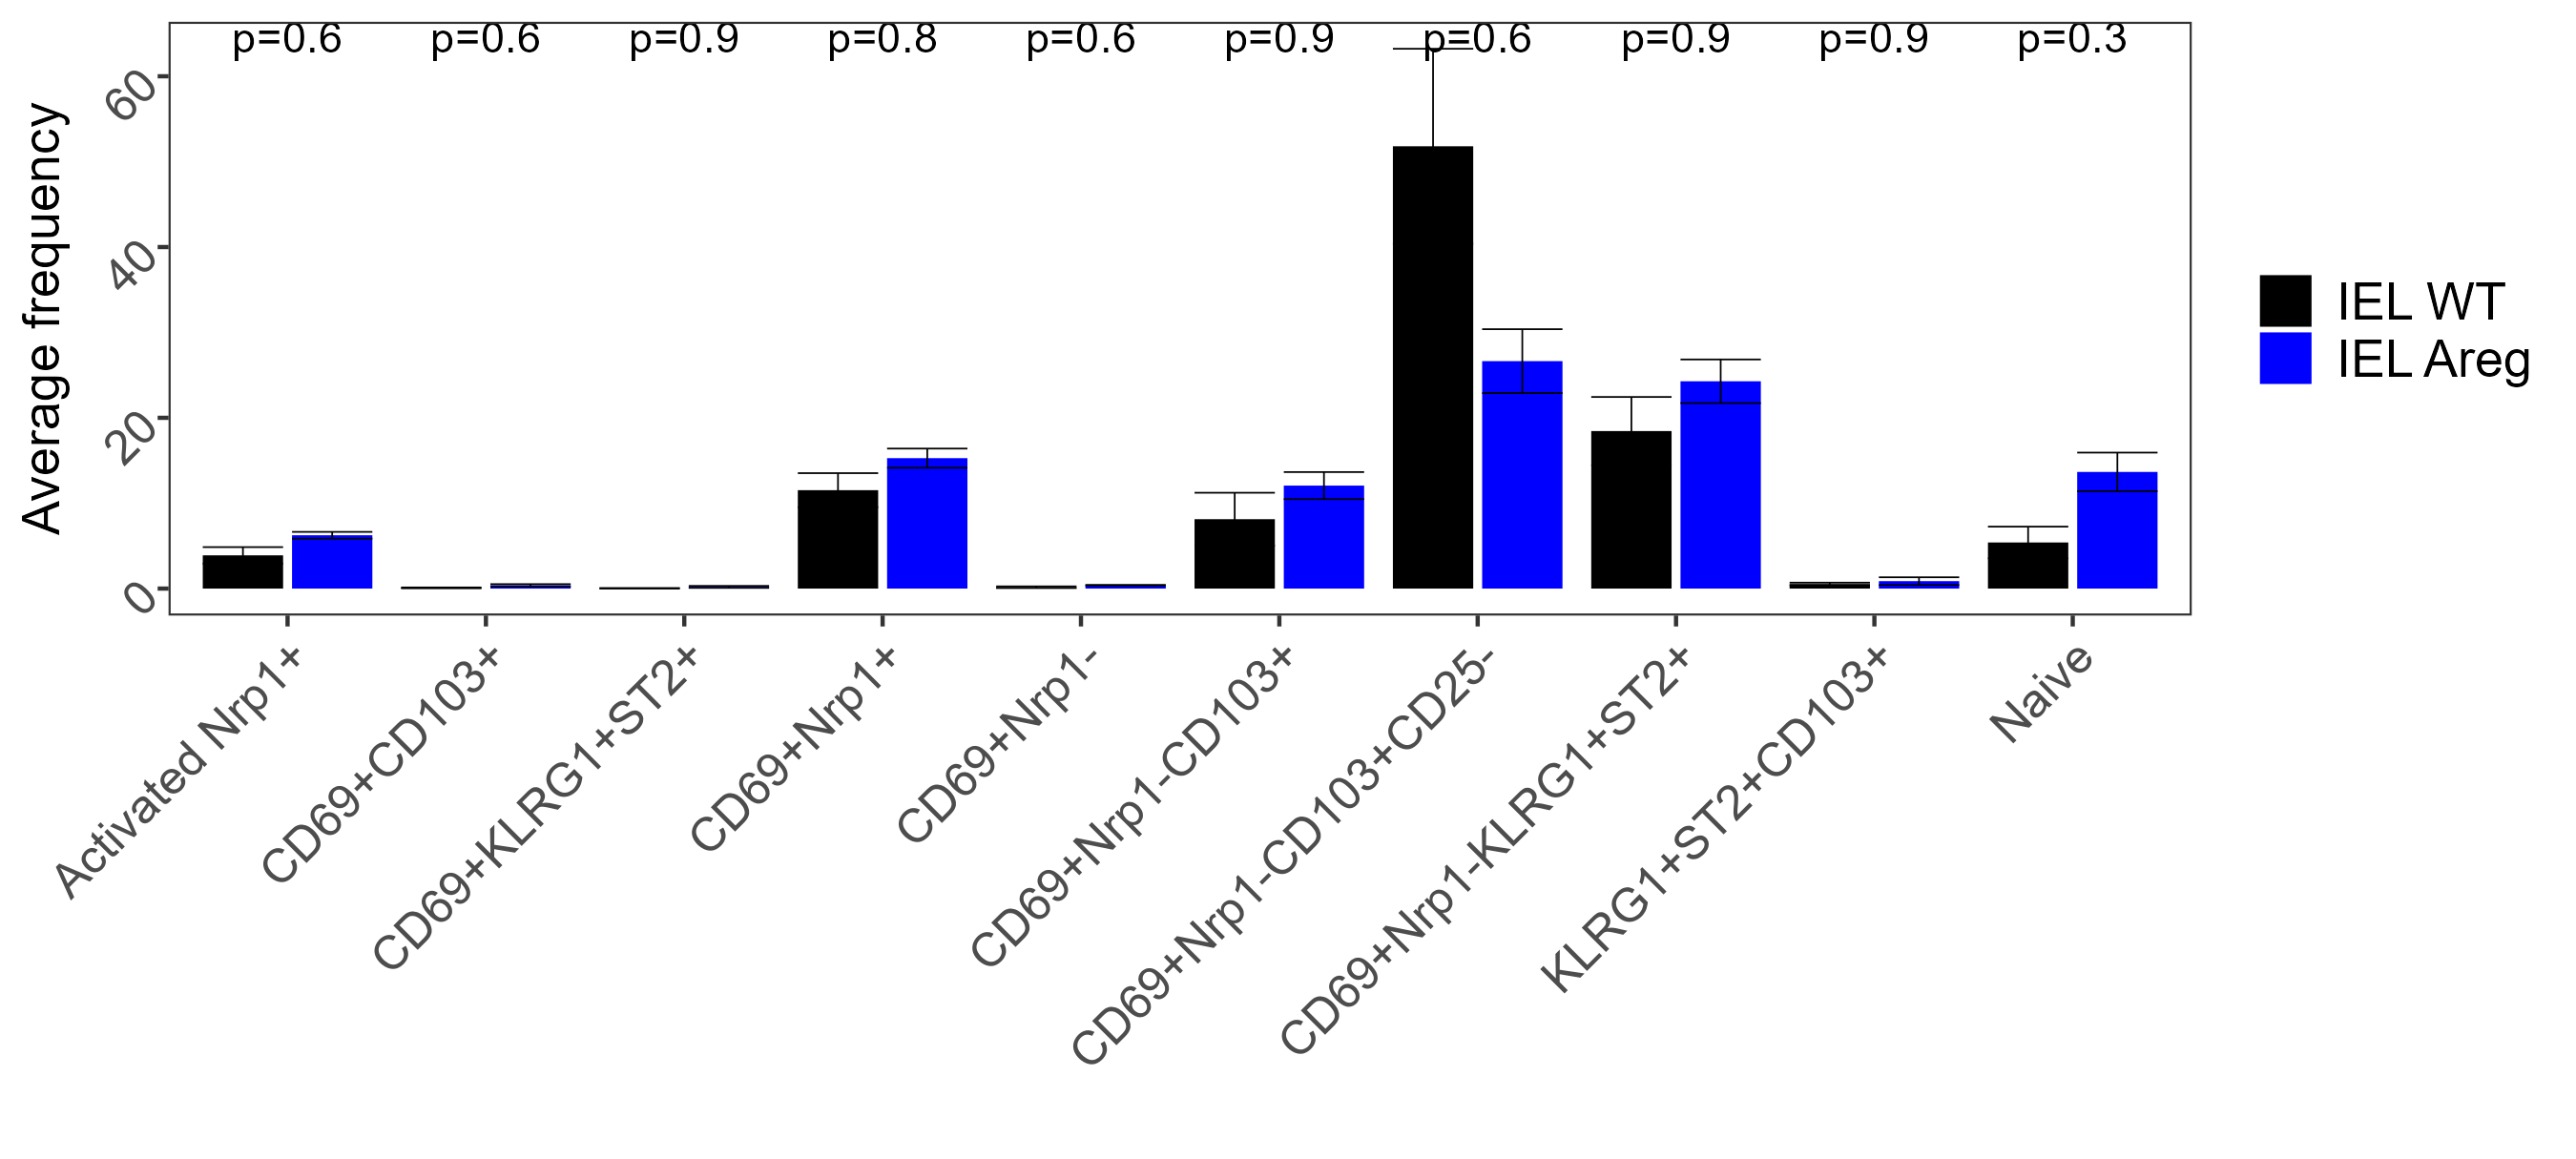 p=0.6 p=0.6 p=0.9 p=0.8 p=0.6 p=0.9 p=0.6 p=0.9 p=0.9 p=0.3
Average frequency
60
40
20
0
IEL WT
IEL Areg
Activated Nrp1+
CD69+CD103+
CD69+KLRG1+ST2+
CD69+Nrp1+
CD69+Nrp1-
CD69+Nrp1-CD103+
CD69+Nrp1-CD103+CD25-
CD69+Nrp1-KLRG1+ST2+
KLRG1+ST2+CD103+
Naive